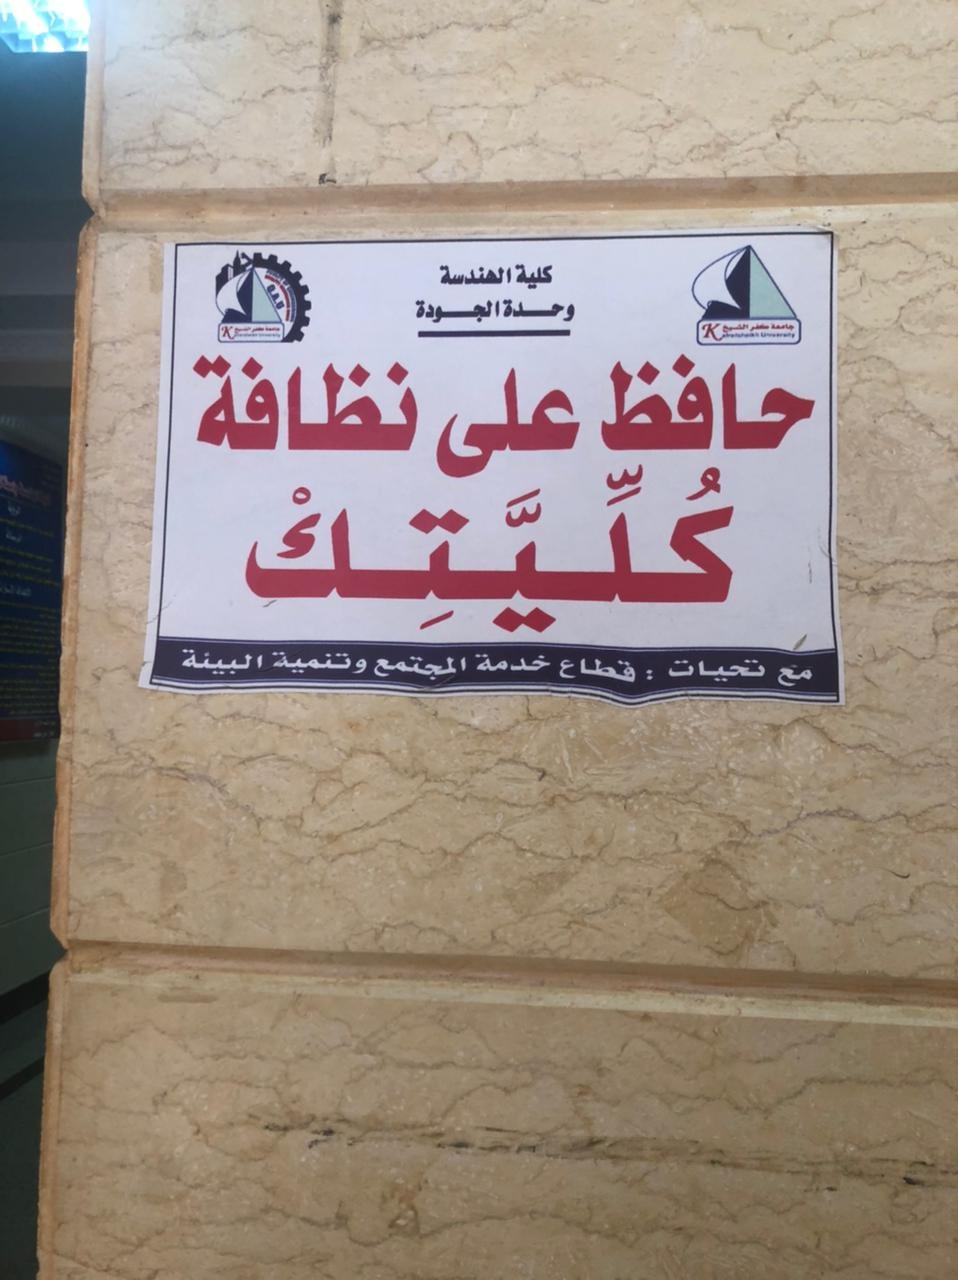 كلية الهندسة
وحدة الجودة
جامعة كفر الشيخ
Kafrelsheikh University
جامعة كفر الشيخ
Kafrelsheikh University
حافظ على نظافة
كُلِّيَّتِكْ
مع تحيات : قطاع خدمة المجتمع وتنمية البيئة